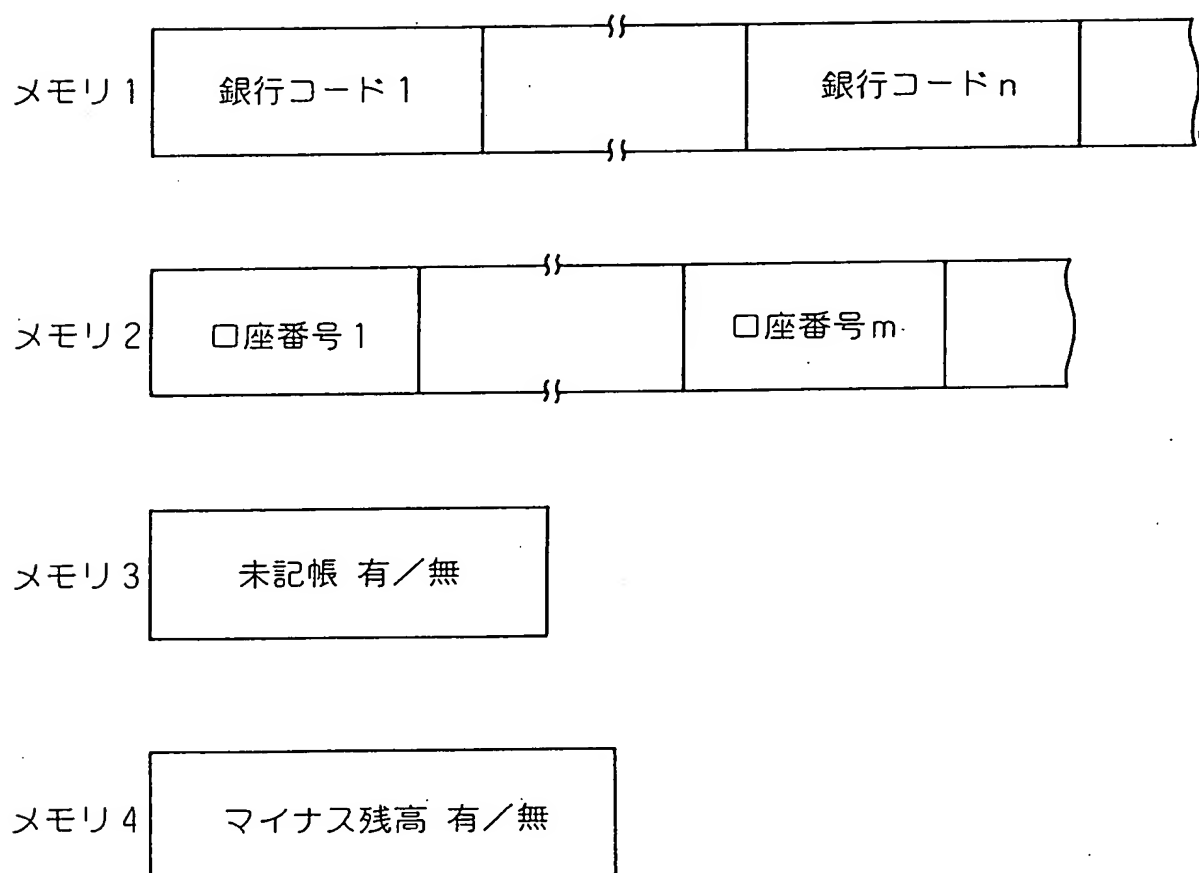 メモリ1 銀行コード1 銀行コードn
メモリ2 口座番号1 口座番号m
メモリ3 未記帳 有／無
メモリ4 マイナス残高 有／無